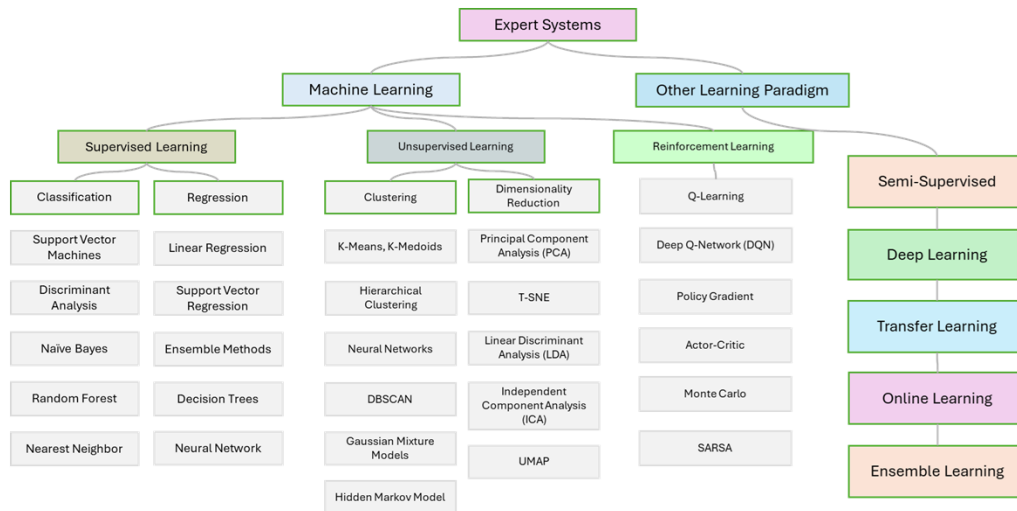 Expert Systems
Machine Learning
Other Learning Paradigm
Supervised Learning
Unsupervised Learning
Reinforcement Learning
Classification
Support Vector
Machines
Discriminant
Analysis
Naïve Bayes
Random Forest
Nearest Neighbor
Regression
Linear Regression
Support Vector
Regression
Ensemble Methods
Decision Trees
Neural Network
Clustering
K-Means, K-Medoids
Hierarchical
Clustering
Neural Networks
DBSCAN
Gaussian Mixture
Models
Hidden Markov Model
Dimensionality
Reduction
Principal Component
Analysis (PCA)
T-SNE
Linear Discriminant
Analysis (LDA)
Independent
Component Analysis
(ICA)
UMAP
Q-Learning
Deep Q-Network (DQN)
Policy Gradient
Actor-Critic
Monte Carlo
SARSA
Semi-Supervised
Deep Learning
Transfer Learning
Online Learning
Ensemble Learning